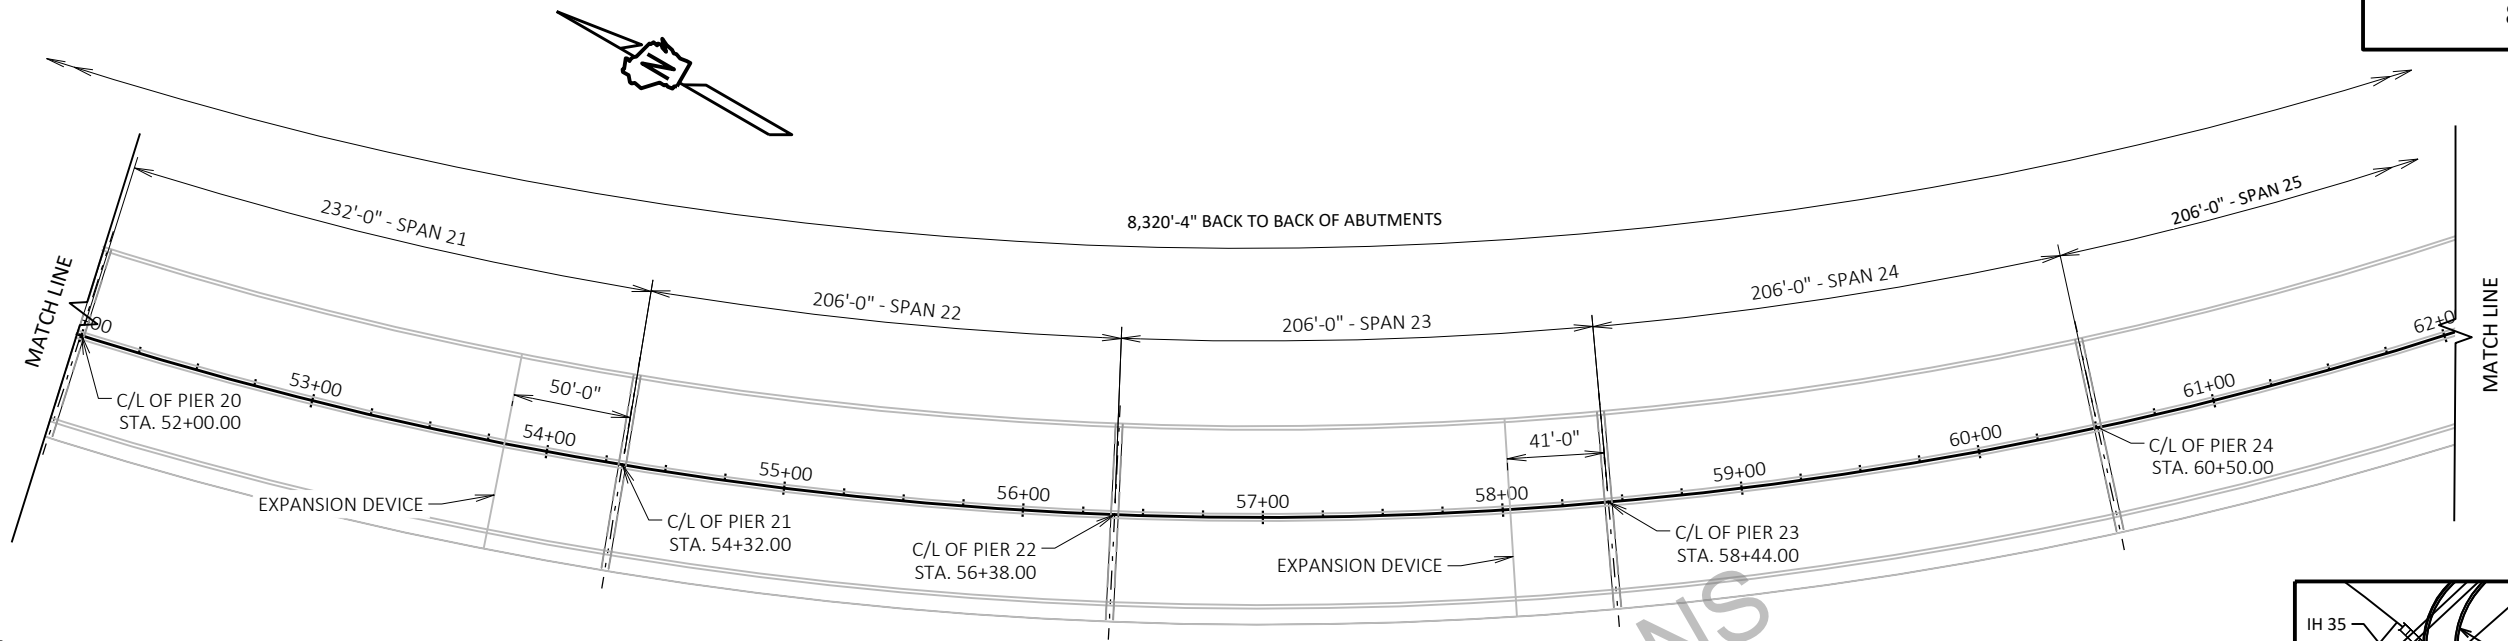 N
8,320'-4" BACK TO BACK OF ABUTMENTS
232'-0" - SPAN 21
206'-0" - SPAN 22
206'-0" - SPAN 23
206'-0" - SPAN 24
206'-0" - SPAN 25
MATCH LINE
+00
53+00
54+00
55+00
56+00
57+00
58+00
59+00
60+00
61+00
62+0
MATCH LINE
50'-0"
41'-0"
C/L OF PIER 20
STA. 52+00.00
EXPANSION DEVICE
C/L OF PIER 21
STA. 54+32.00
C/L OF PIER 22
STA. 56+38.00
EXPANSION DEVICE
C/L OF PIER 23
STA. 58+44.00
C/L OF PIER 24
STA. 60+50.00
NS
IH 35